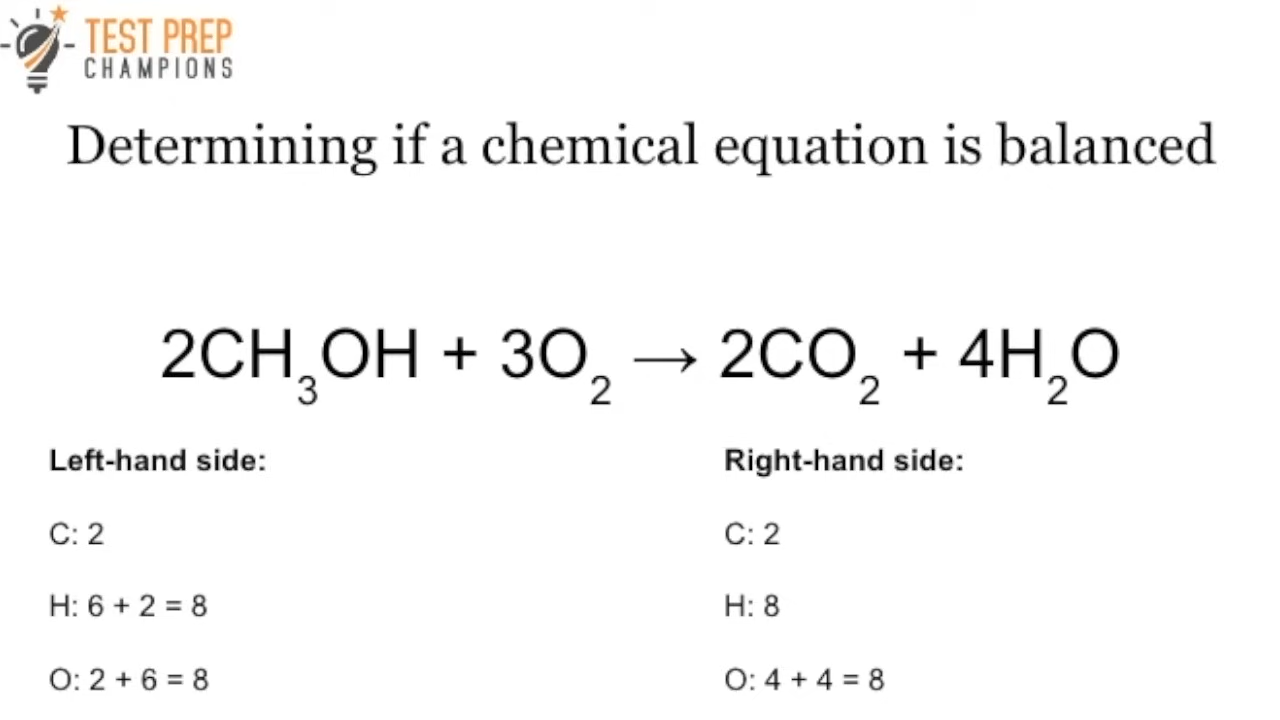 TEST PREP
CHAMPIONS
Determining if a chemical equation is balanced
2CH₃OH + 3O₂ → 2CO₂ + 4H₂O
Left-hand side:
Right-hand side:
C: 2
C: 2
H: 6 + 2 = 8
H: 8
O: 2 + 6 = 8
O: 4 + 4 = 8